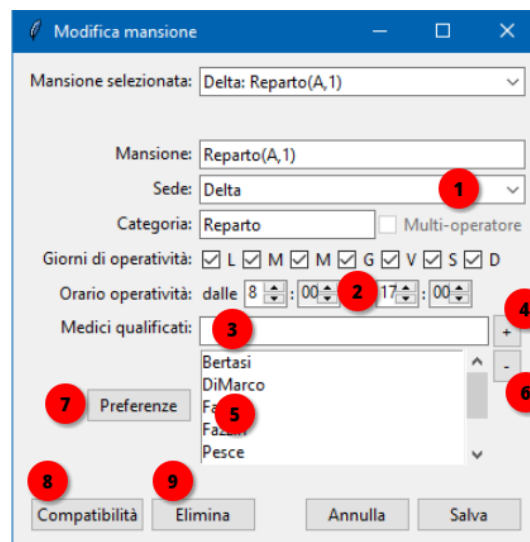 Modifica mansione
Mansione selezionata: Delta: Reparto(A,1)
Mansione: Reparto(A,1)
Sede: Delta 1
Categoria: Reparto Multi-operatore
Giorni di operatività: L M M G V S D
Orario operatività: dalle 8 : 00 2 17 : 00
4
Medici qualificati: 3 +
Bertasi -
DiMarco 6
7 Preferenze 5
Pesce
8 9
Compatibilità Elimina Annulla Salva